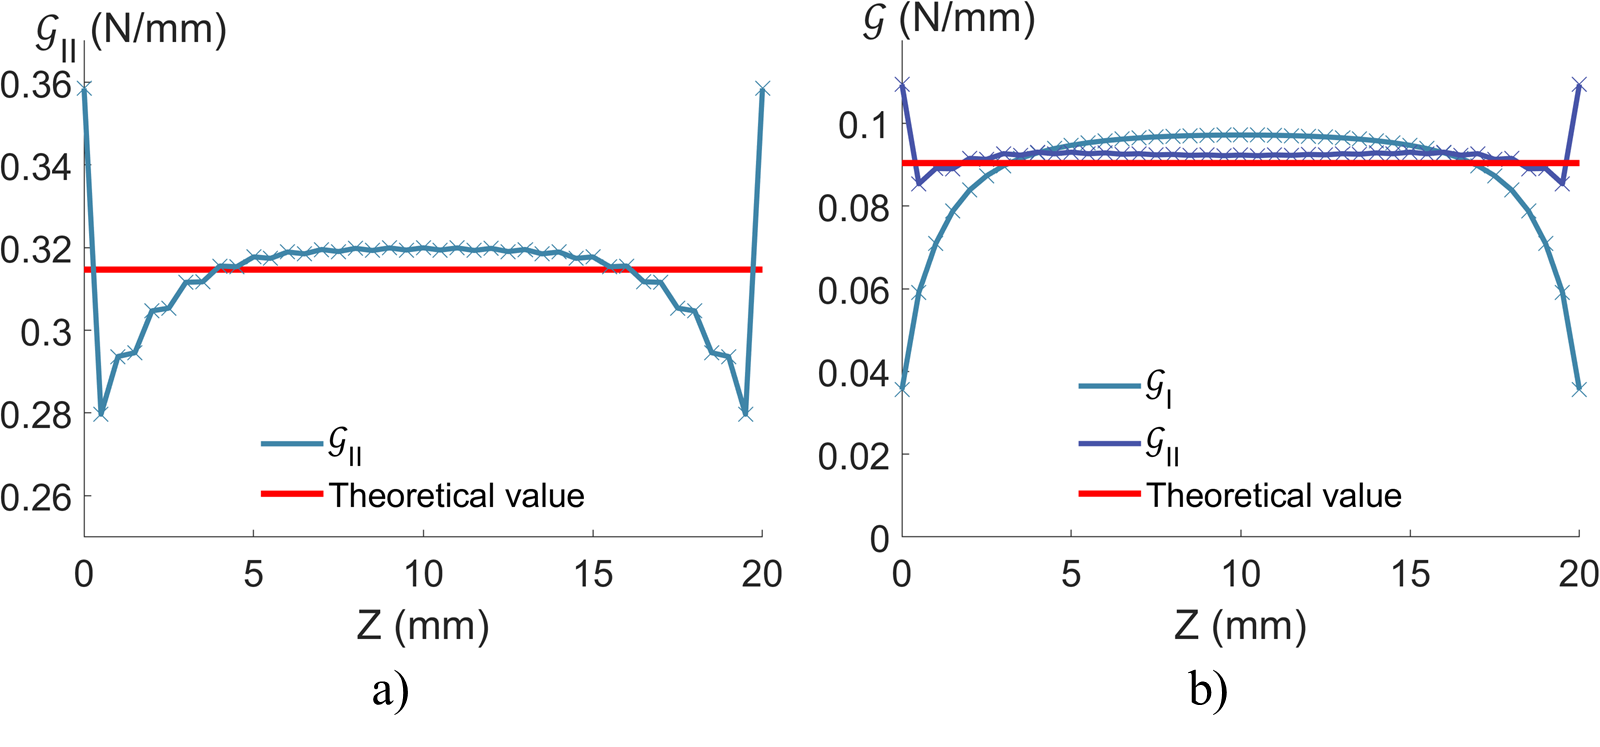 𝒢II (N/mm)
0.36
0.34
0.32
0.3
0.28
0.26
0 5 10 15 20
Z (mm)
𝒢II
Theoretical value
a)
𝒢 (N/mm)
0.1
0.08
0.06
0.04
0.02
0
0 5 10 15 20
Z (mm)
𝒢I
𝒢II
Theoretical value
b)